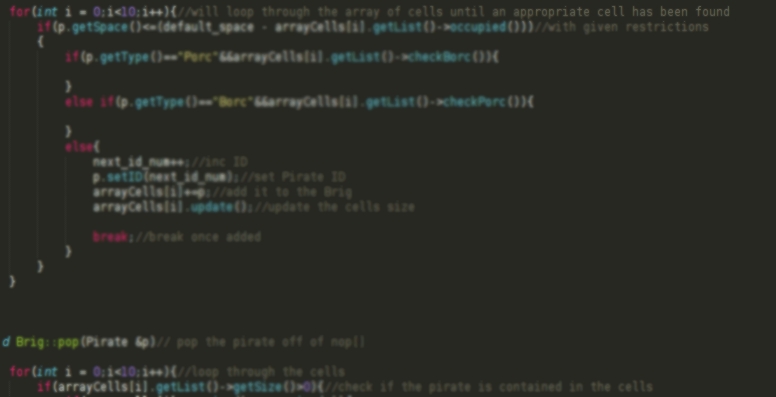 for(int i = 0;i<10;i++){//will loop through the array of cells until an appropriate cell has been found
if(p.getSpace()<=(default_space - arrayCells[i].getList()->occupied()))//with given restrictions
{
if(p.getType()=="Porc"&&arrayCells[i].getList()->checkBorc()){
}
else if(p.getType()=="Borc"&&arrayCells[i].getList()->checkPorc()){
}
else{
next_id_num++;//inc ID
p.setID(next_id_num);//set Pirate ID
arrayCells[i]+=p;//add it to the Brig
arrayCells[i].update();//update the cells size
break;//break once added
}
}
}
d Brig::pop(Pirate &p)// pop the pirate off of nop[]
for(int i = 0;i<10;i++){//loop through the cells
if(arrayCells[i].getList()->getSize()>0){//check if the pirate is contained in the cells